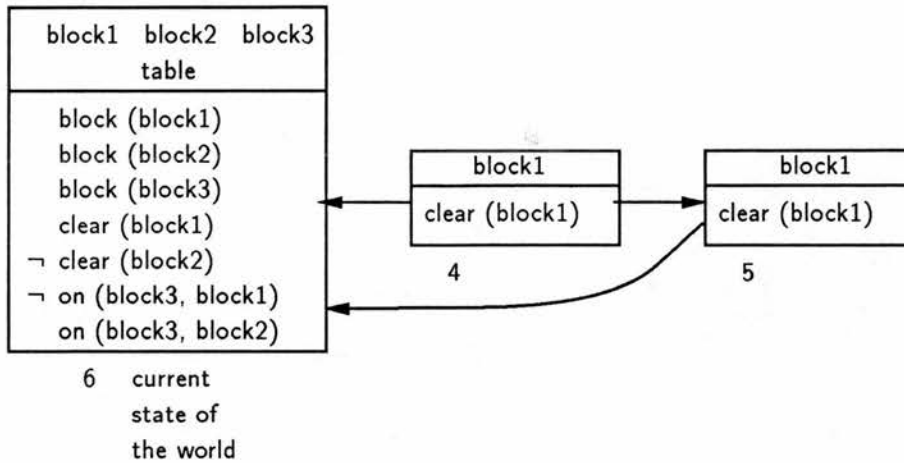 block1 block2 block3
table
block (block1)
block (block2)
block (block3)
clear (block1)
¬ clear (block2)
¬ on (block3, block1)
on (block3, block2)
6 current
state of
the world
block1
clear (block1)
4
block1
clear (block1)
5